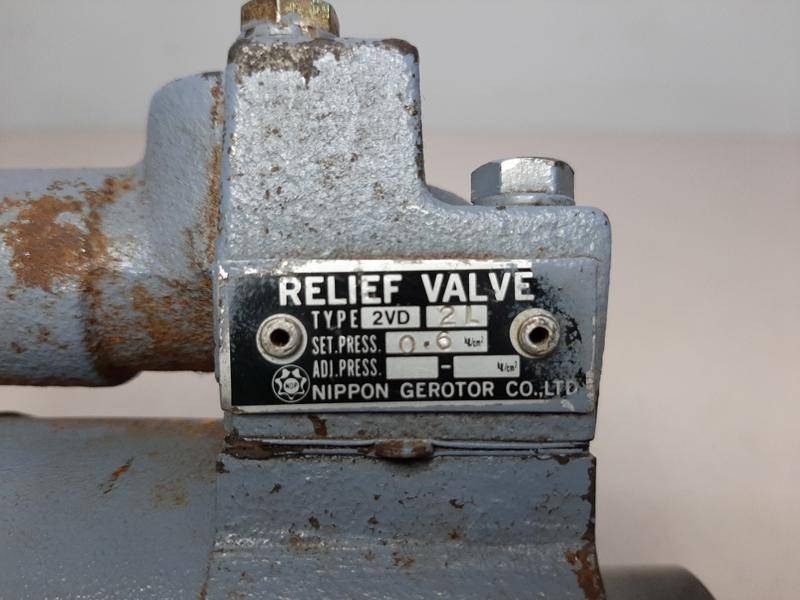 RELIEF VALVE
TYPE 2VD 2L
SET.PRESS. 0.6 kg/cm²
ADJ.PRESS. - kg/cm²
NOP NIPPON GEROTOR CO.,LTD